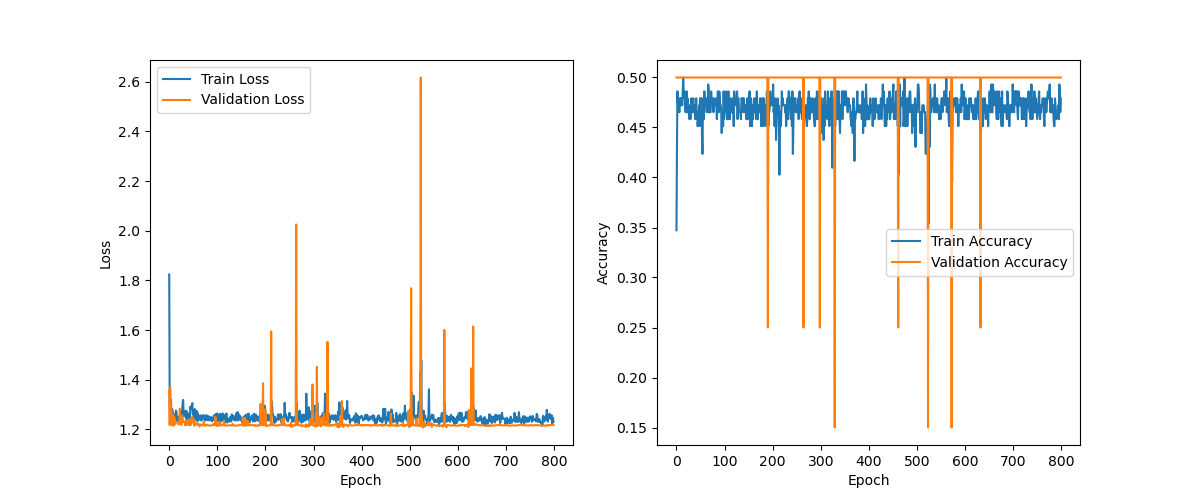 Train Loss
Validation Loss
2.6
2.4
2.2
2.0
1.8
1.6
1.4
1.2
Loss
0 100 200 300 400 500 600 700 800
Epoch
0.50
0.45
0.40
0.35
0.30
0.25
0.20
0.15
Accuracy
Train Accuracy
Validation Accuracy
0 100 200 300 400 500 600 700 800
Epoch